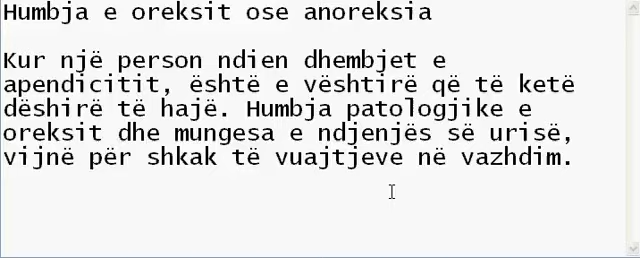 Humbja e oreksit ose anoreksia
Kur një person ndien dhembjet e
apendicitit, është e vështirë që të ketë
dëshirë të hajë. Humbja patologjike e
oreksit dhe mungesa e ndjenjës së urisë,
vijnë për shkak të vuajtjeve në vazhdim.